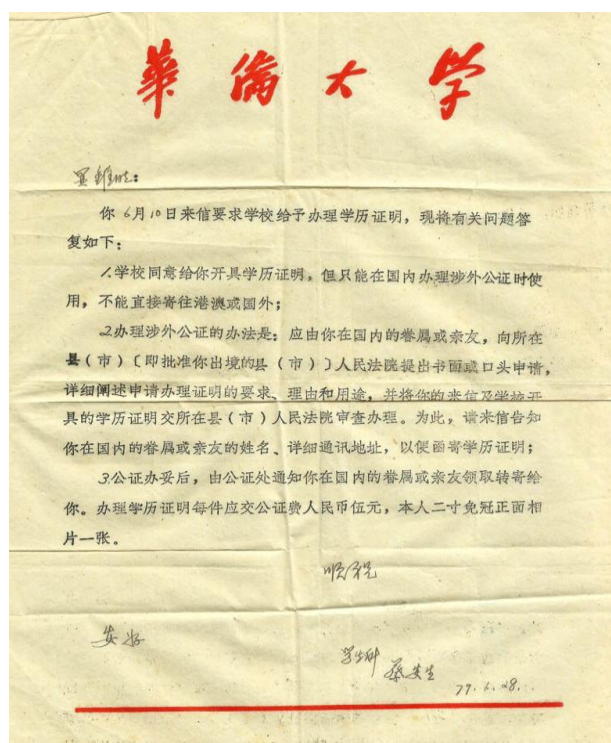 華僑大学
你6月10日来信要求学校给予办理学历证明，现将有关问题答
复如下：
1.学校同意给你开具学历证明，但只能在国内办理涉外公证时使
用，不能直接寄往港澳或国外；
2.办理涉外公证的办法是：应由你在国内的眷属或亲友，向所在
县（市）〔即批准你出境的县（市）〕人民法院提出书面或口头申请，
详细阐述申请办理证明的要求、理由和用途，并将你的来信及学校开
具的学历证明交所在县（市）人民法院审查办理。为此，请来信告知
你在国内的眷属或亲友的姓名、详细通讯地址，以便函寄学历证明；
3.公证办妥后，由公证处通知你在国内的眷属或亲友领取转寄给
你。办理学历证明每件应交公证费人民币伍元，本人二寸免冠正面相
片一张。
顺祝
安好
学生科
79.6.28.